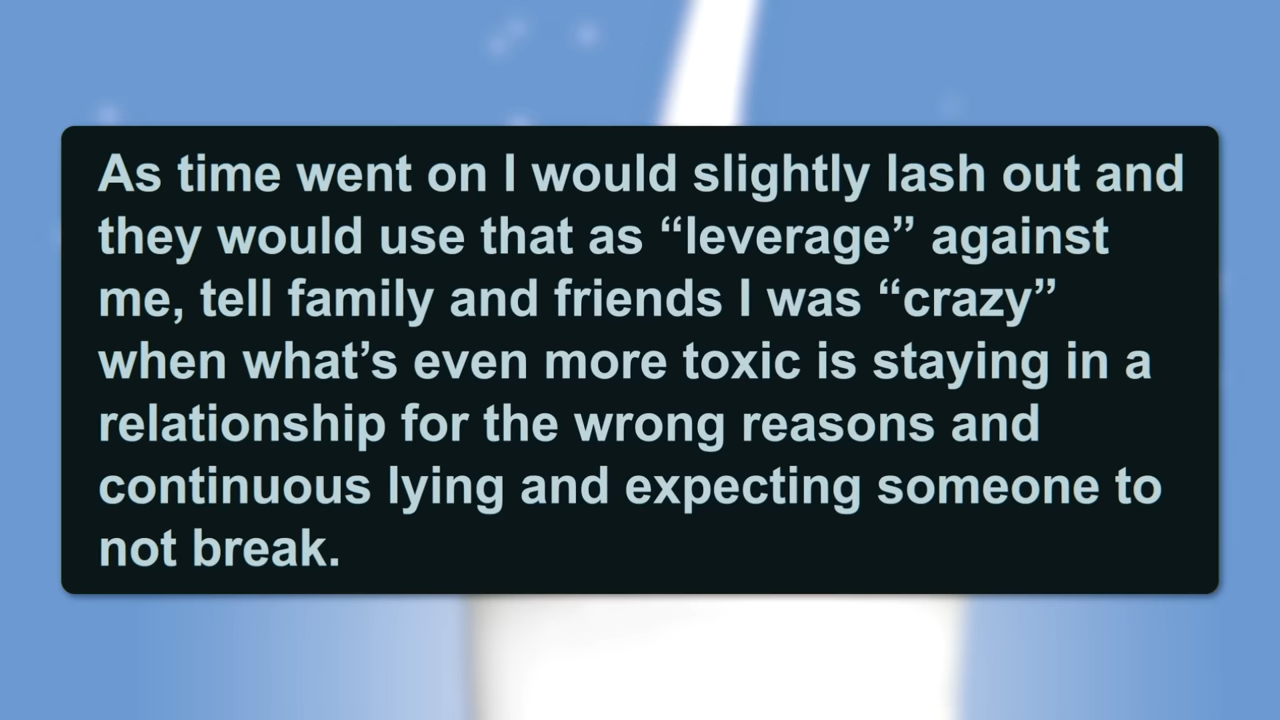 As time went on I would slightly lash out and
they would use that as “leverage” against
me, tell family and friends I was “crazy”
when what’s even more toxic is staying in a
relationship for the wrong reasons and
continuous lying and expecting someone to
not break.